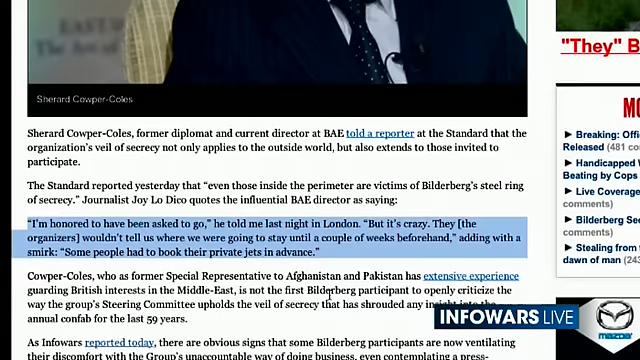 Sherard Cowper-Coles
Sherard Cowper-Coles, former diplomat and current director at BAE told a reporter at the Standard that the
organization's veil of secrecy not only applies to the outside world, but also extends to those invited to
participate.
The Standard reported yesterday that “even those inside the perimeter are victims of Bilderberg's steel ring
of secrecy.” Journalist Joy Lo Dico quotes the influential BAE director as saying:
“I'm honored to have been asked to go,” he told me last night in London. “But it's crazy. They [the
organizers] wouldn't tell us where we were going to stay until a couple of weeks beforehand,” adding with a
smirk: “Some people had to book their private jets in advance.”
Cowper-Coles, who as former Special Representative to Afghanistan and Pakistan has extensive experience
guarding British interests in the Middle-East, is not the first Bilderberg participant to openly criticize the
way the group's Steering Committee upholds the veil of secrecy that has shrouded any insight into the
annual confab for the last 59 years.
As Infowars reported today, there are obvious signs that some Bilderberg participants are now ventilating
their discomfort with the Group's unaccountable way of doing business, even contemplating a press-
"They" B
MO
Breaking: Offi
Released (481 co
Handicapped
Beating by Cops
Live Coverage
comments)
Bilderberg Sec
comments)
Stealing from
dawn of man (243
INFOWARS LIVE
mazda